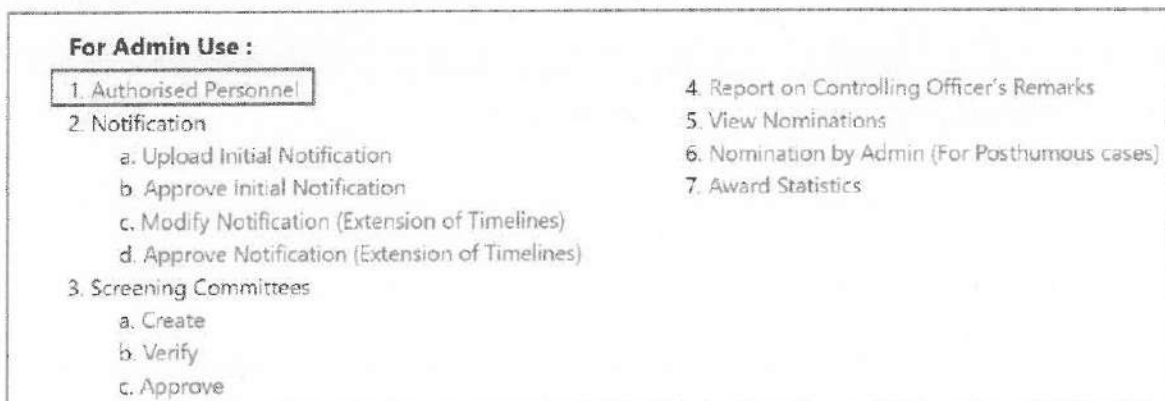 For Admin Use :
1. Authorised Personnel
2. Notification
a. Upload Initial Notification
b. Approve Initial Notification
c. Modify Notification (Extension of Timelines)
d. Approve Notification (Extension of Timelines)
3. Screening Committees
a. Create
b. Verify
c. Approve
4. Report on Controlling Officer's Remarks
5. View Nominations
6. Nomination by Admin (For Posthumous cases)
7. Award Statistics